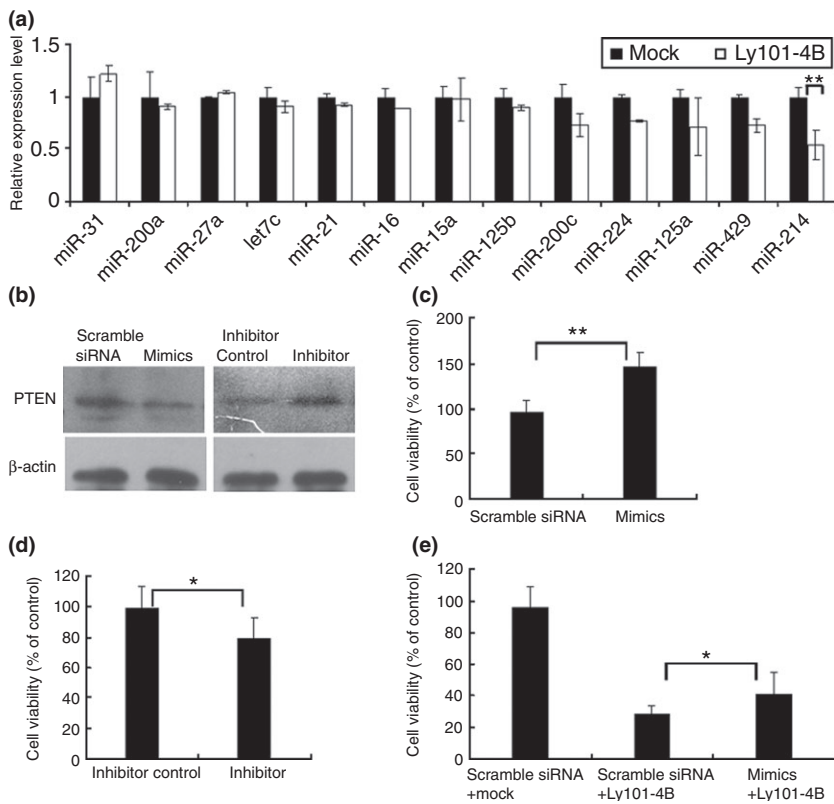 (a)
Relative expression level
1.5
1
0.5
0
Mock
Ly101-4B
**
miR-31
miR-200a
miR-27a
let7c
miR-21
miR-16
miR-15a
miR-125b
miR-200c
miR-224
miR-125a
miR-429
miR-214
(b)
Scramble siRNA
Mimics
Inhibitor Control
Inhibitor
PTEN
β-actin
(c)
Cell viability (% of control)
200
150
100
50
0
**
Scramble siRNA
Mimics
(d)
Cell viability (% of control)
120
100
80
60
40
20
0
*
Inhibitor control
Inhibitor
(e)
Cell viability (% of control)
120
100
80
60
40
20
0
*
Scramble siRNA
+mock
Scramble siRNA
+Ly101-4B
Mimics
+Ly101-4B